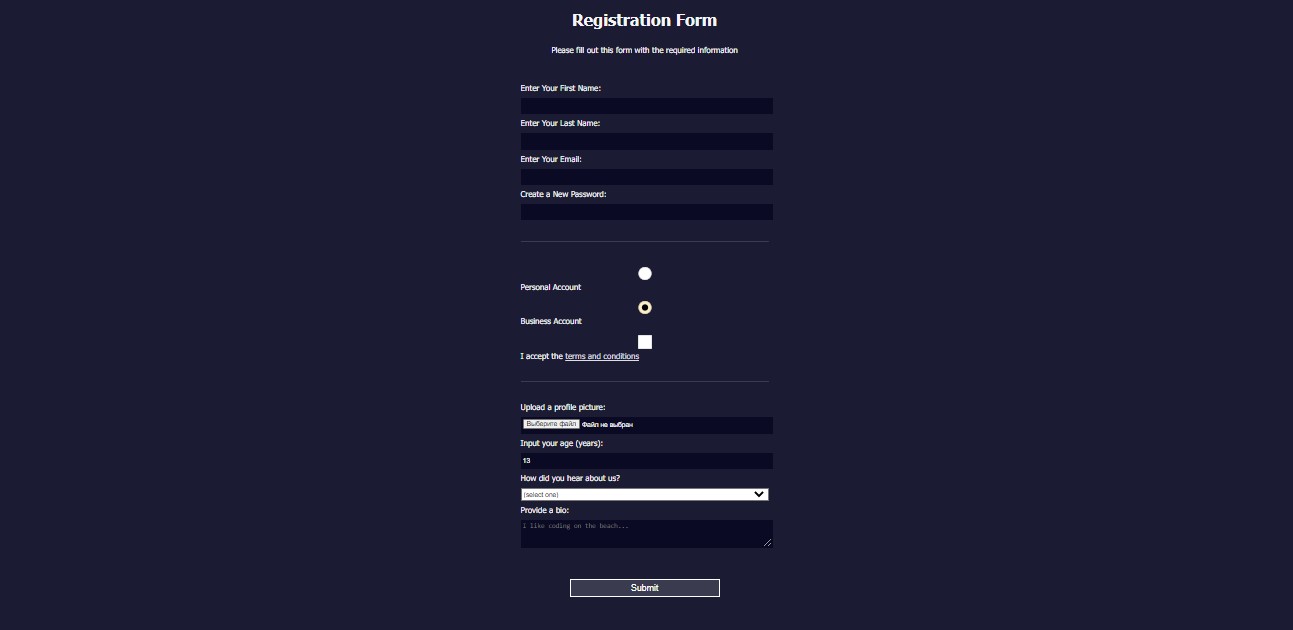 Registration Form
Please fill out this form with the required information
Enter Your First Name:
Enter Your Last Name:
Enter Your Email:
Create a New Password:
Personal Account
Business Account
I accept the terms and conditions
Upload a profile picture:
Выберите файл Файл не выбран
Input your age (years):
13
How did you hear about us?
(select one)
Provide a bio:
I like coding on the beach...
Submit